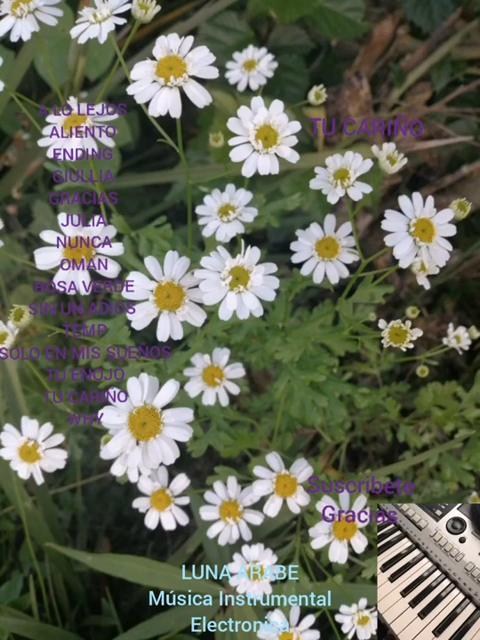 A LO LEJOS
ALIENTO
ENDING
GIULLIA
GRACIAS
JULIA
NUNCA
OMAN
ROSA VERDE
SIN UN ADIOS
TEMP
SOLO EN MIS SUEÑOS
TU ENOJO
TU CARIÑO
WHY
TU CARIÑO
Suscribete
Gracias
LUNA ARABE
Música Instrumental
Electronica